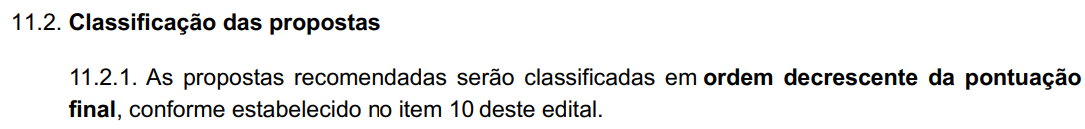 11.2. Classificação das propostas
11.2.1. As propostas recomendadas serão classificadas em ordem decrescente da pontuação
final, conforme estabelecido no item 10 deste edital.